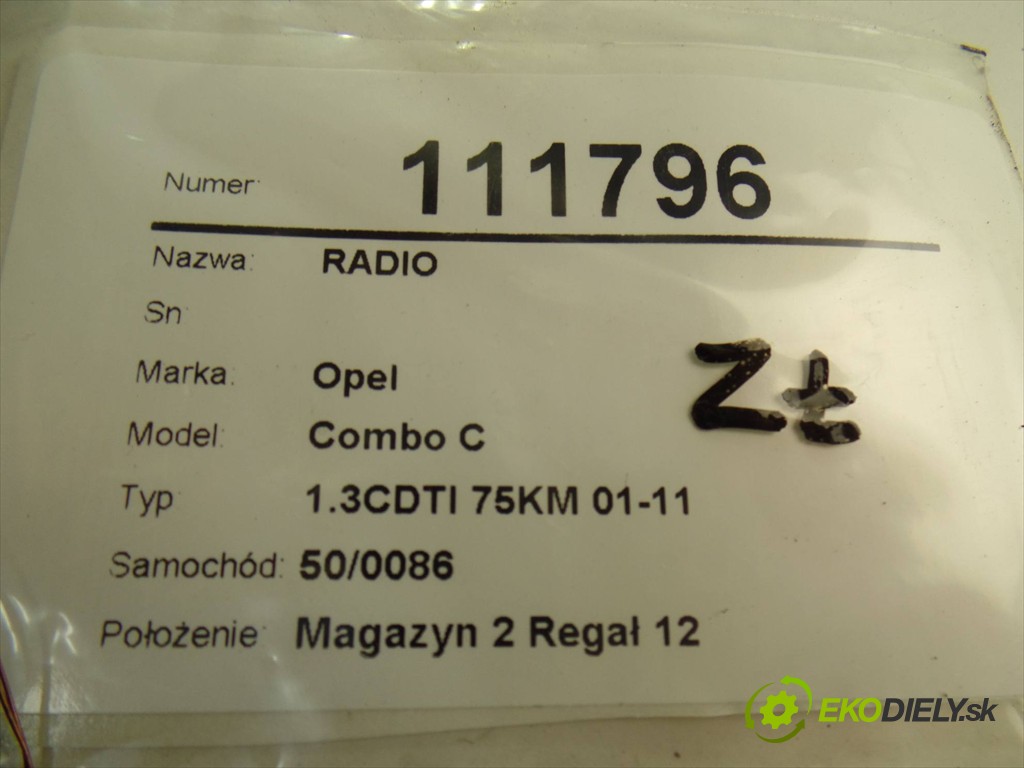 Numer: 111796
Nazwa: RADIO
Sn
Marka: Opel
Model: Combo C
Typ 1.3CDTI 75KM 01-11
Zł
Samochód: 50/0086
Położenie: Magazyn 2 Regał 12
EKODIELY.sk